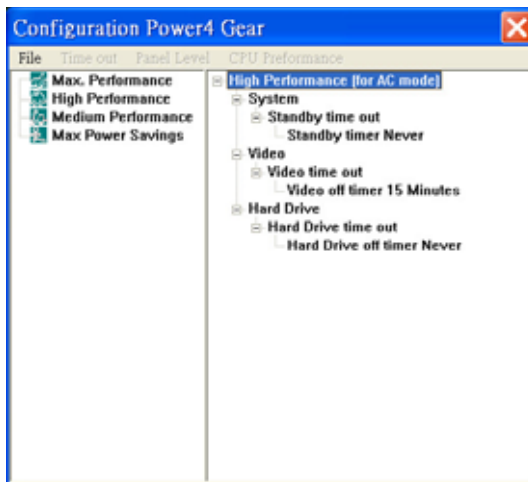 Configuration Power4 Gear
File Time out Panel Level CPU Preformance
Max. Performance
High Performance
Medium Performance
Max Power Savings
High Performance (for AC mode)
System
Standby time out
Standby timer Never
Video
Video time out
Video off timer 15 Minutes
Hard Drive
Hard Drive time out
Hard Drive off timer Never